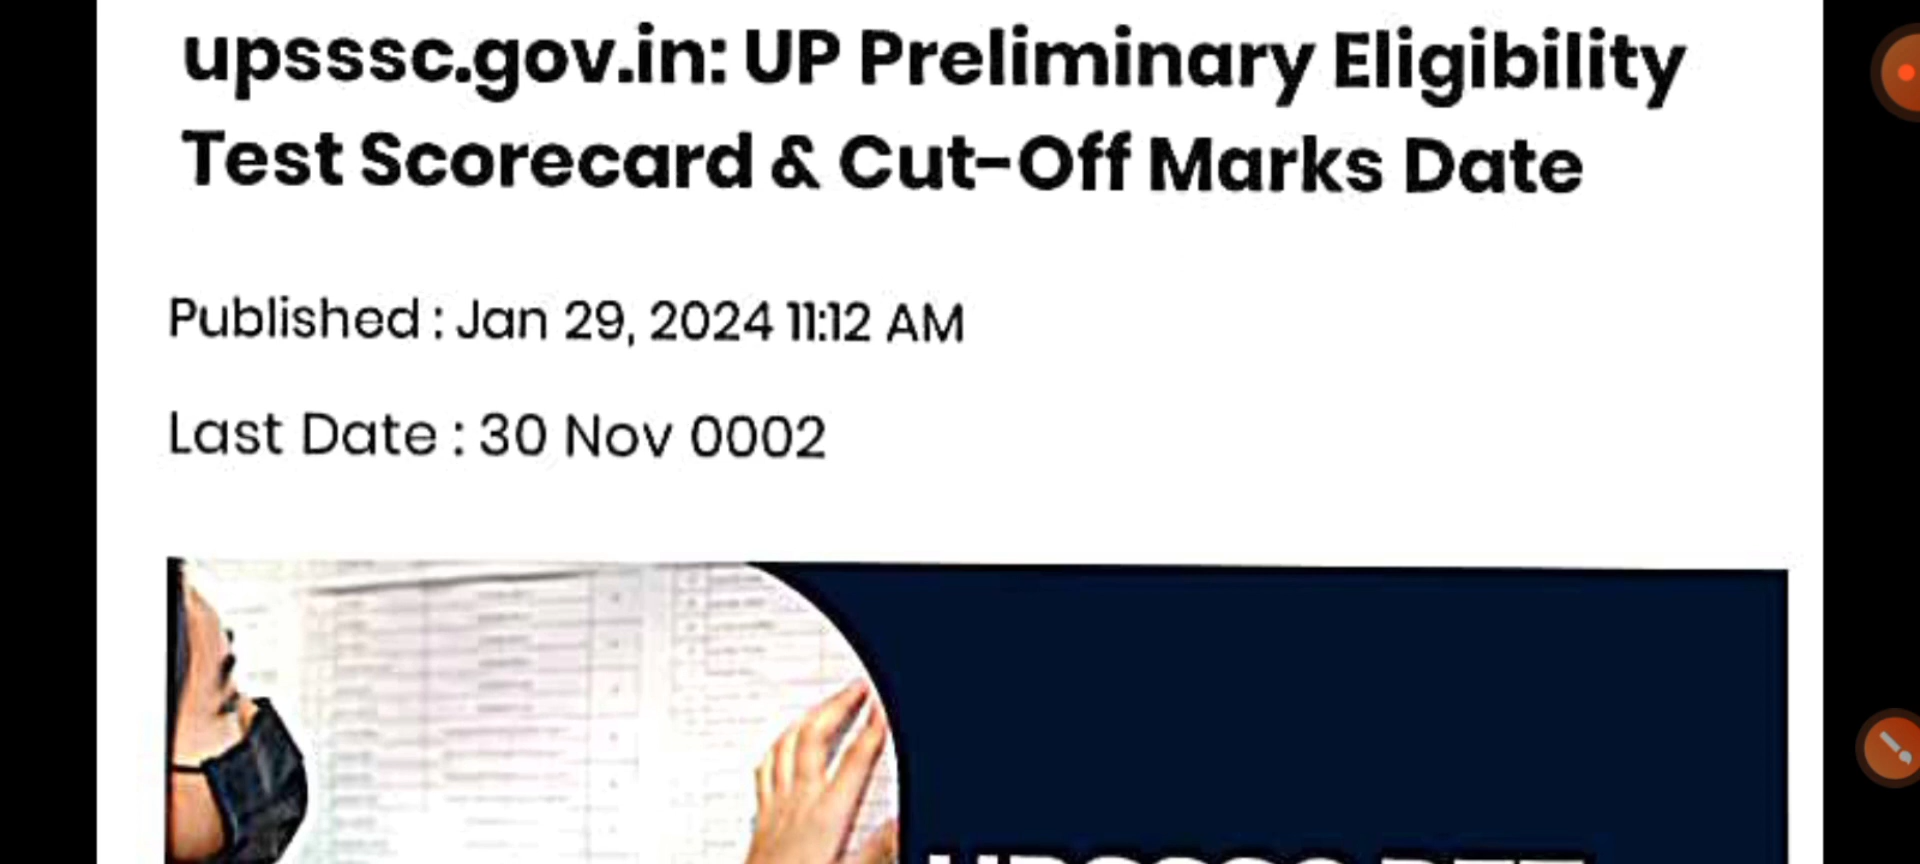 upsssc.gov.in: UP Preliminary Eligibility
Test Scorecard & Cut-Off Marks Date
Published : Jan 29, 2024 11:12 AM
Last Date : 30 Nov 0002